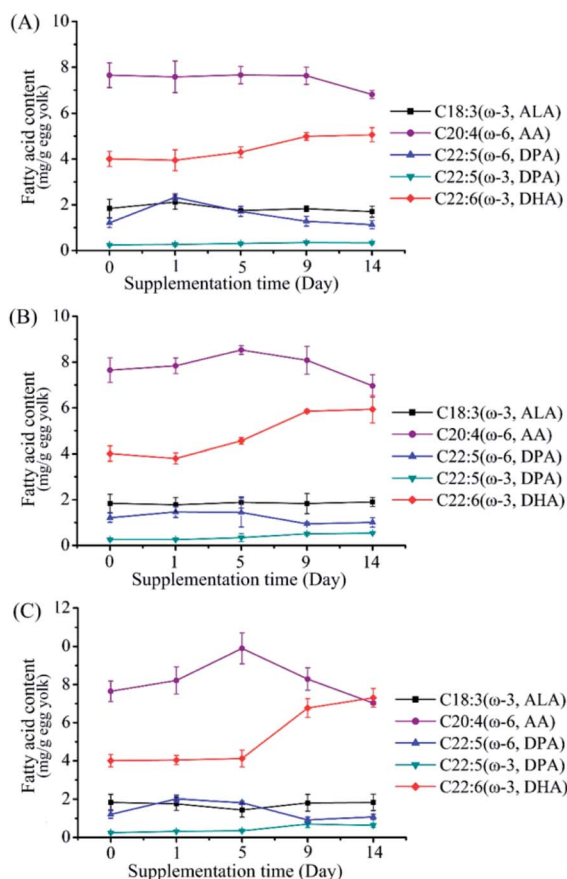 (A)
Fatty acid content
(mg/g egg yolk)
10
8
6
4
2
0
0 1 5 9 14
Supplementation time (Day)
C18:3(ω-3, ALA)
C20:4(ω-6, AA)
C22:5(ω-6, DPA)
C22:5(ω-3, DPA)
C22:6(ω-3, DHA)
(B)
Fatty acid content
(mg/g egg yolk)
10
8
6
4
2
0
0 1 5 9 14
Supplementation time (Day)
C18:3(ω-3, ALA)
C20:4(ω-6, AA)
C22:5(ω-6, DPA)
C22:5(ω-3, DPA)
C22:6(ω-3, DHA)
(C)
Fatty acid content
(mg/g egg yolk)
12
0
8
6
4
2
0
0 1 5 9 14
Supplementation time (Day)
C18:3(ω-3, ALA)
C20:4(ω-6, AA)
C22:5(ω-6, DPA)
C22:5(ω-3, DPA)
C22:6(ω-3, DHA)